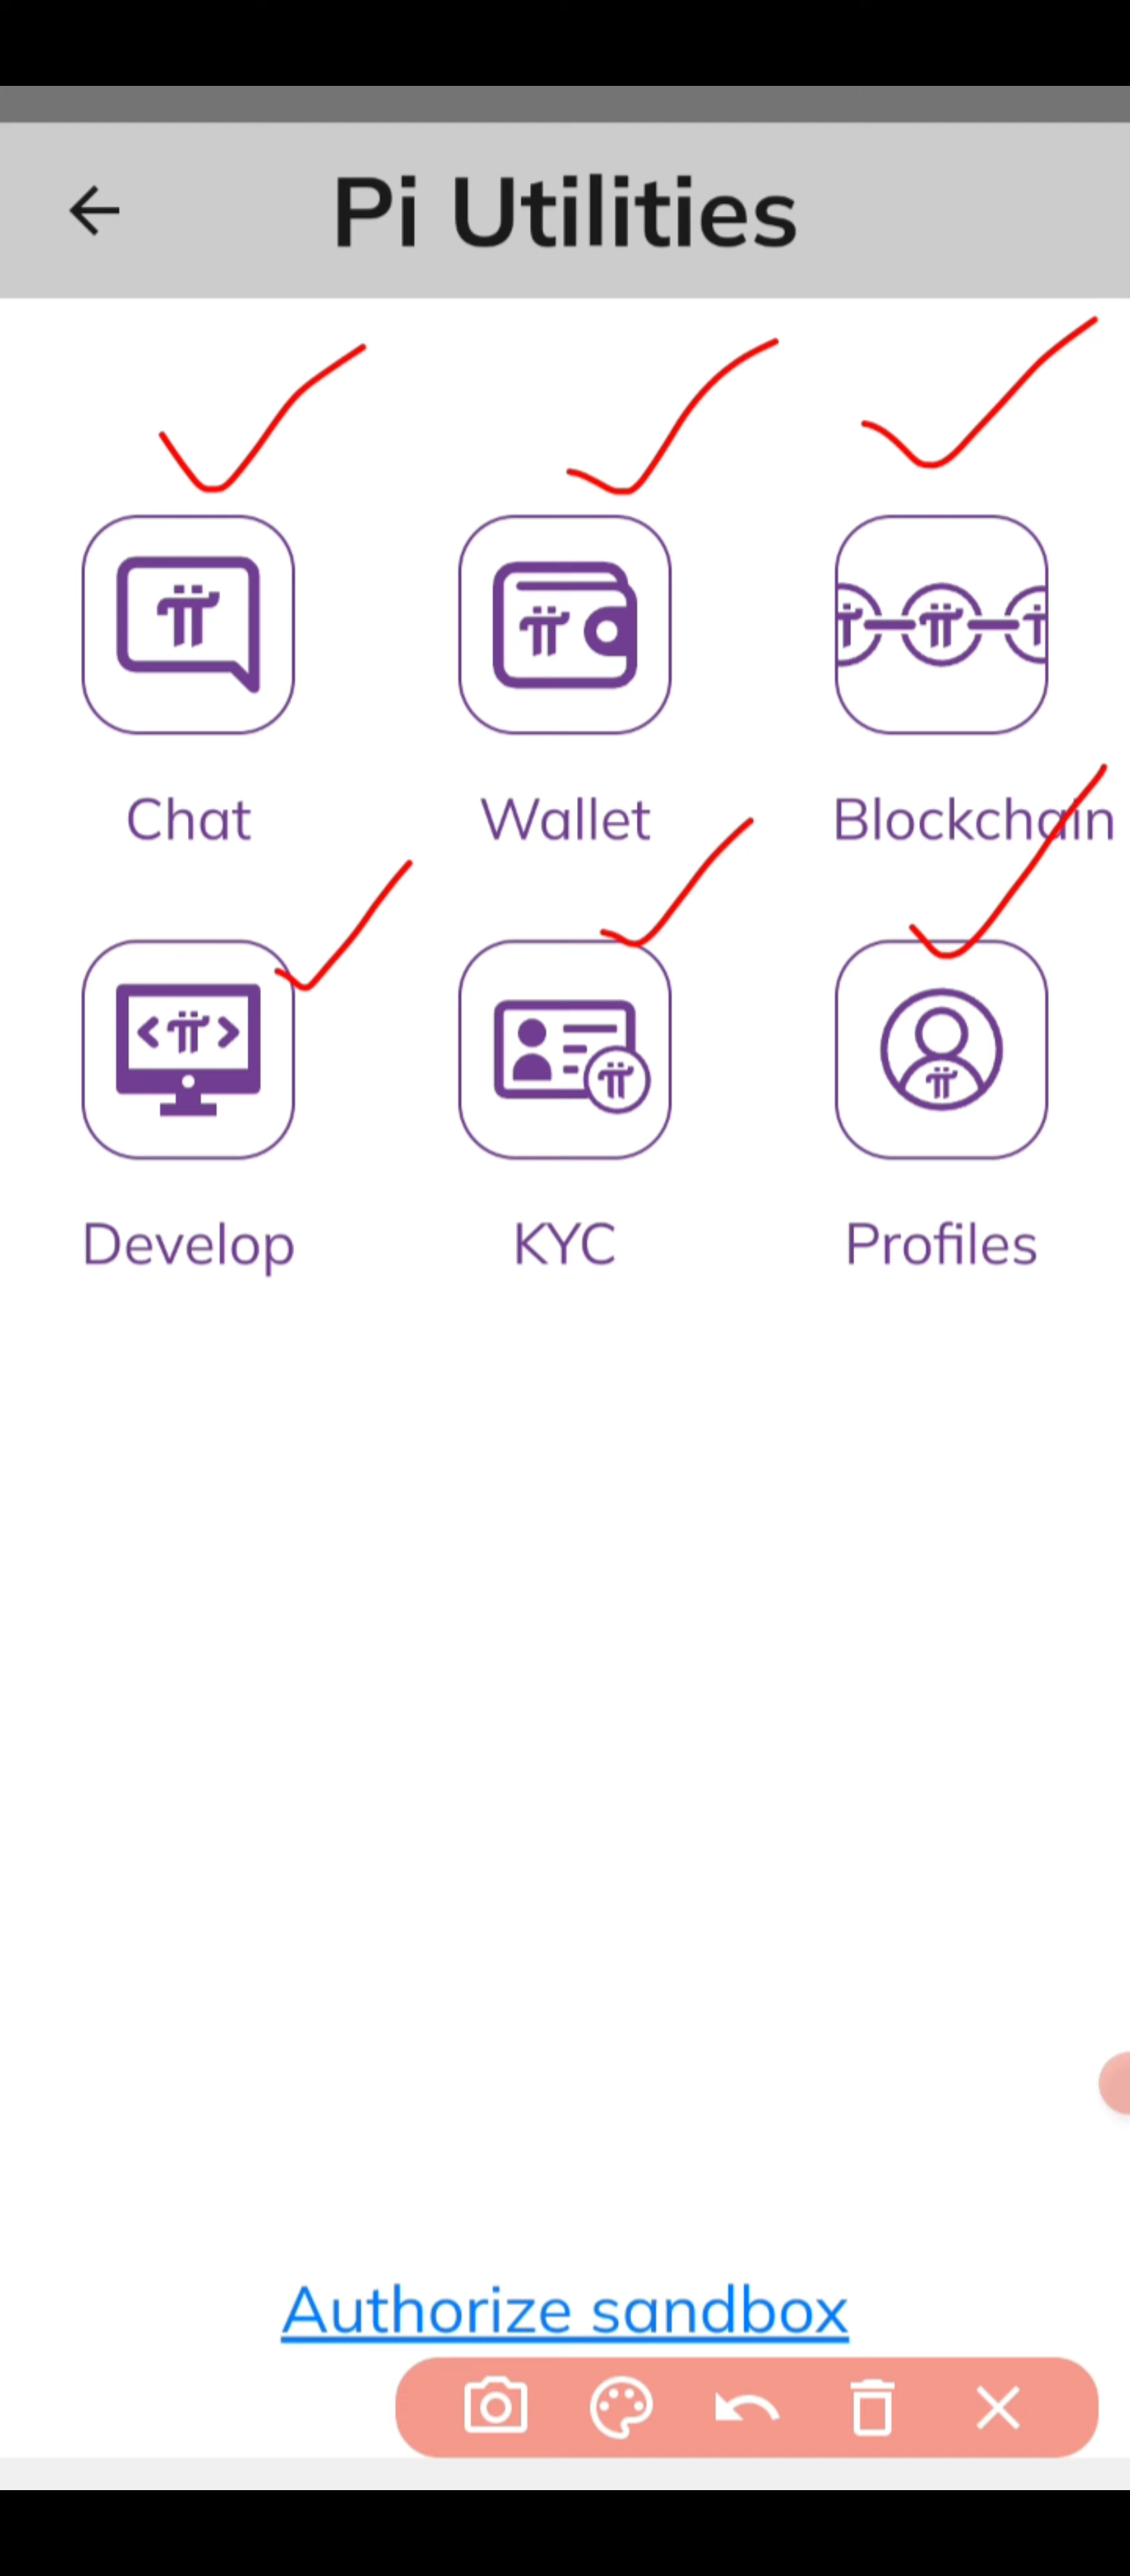 Pi Utilities
Chat Wallet Blockchain
Develop KYC Profiles
Authorize sandbox